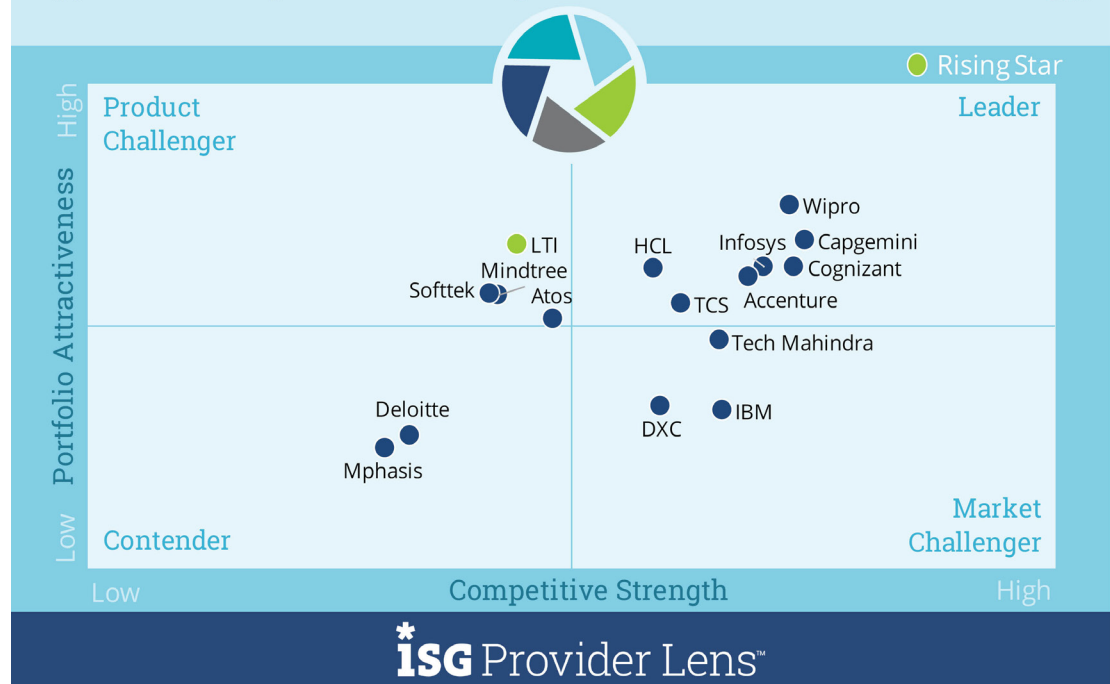 Rising Star
High
Product
Challenger
Leader
Wipro
LTI
HCL
Infosys
Capgemini
Mindtree
Cognizant
Softtek
Atos
TCS
Accenture
Portfolio Attractiveness
Tech Mahindra
Deloitte
IBM
DXC
Mphasis
Low
Contender
Market
Challenger
Low
Competitive Strength
High
*isg Provider Lens™